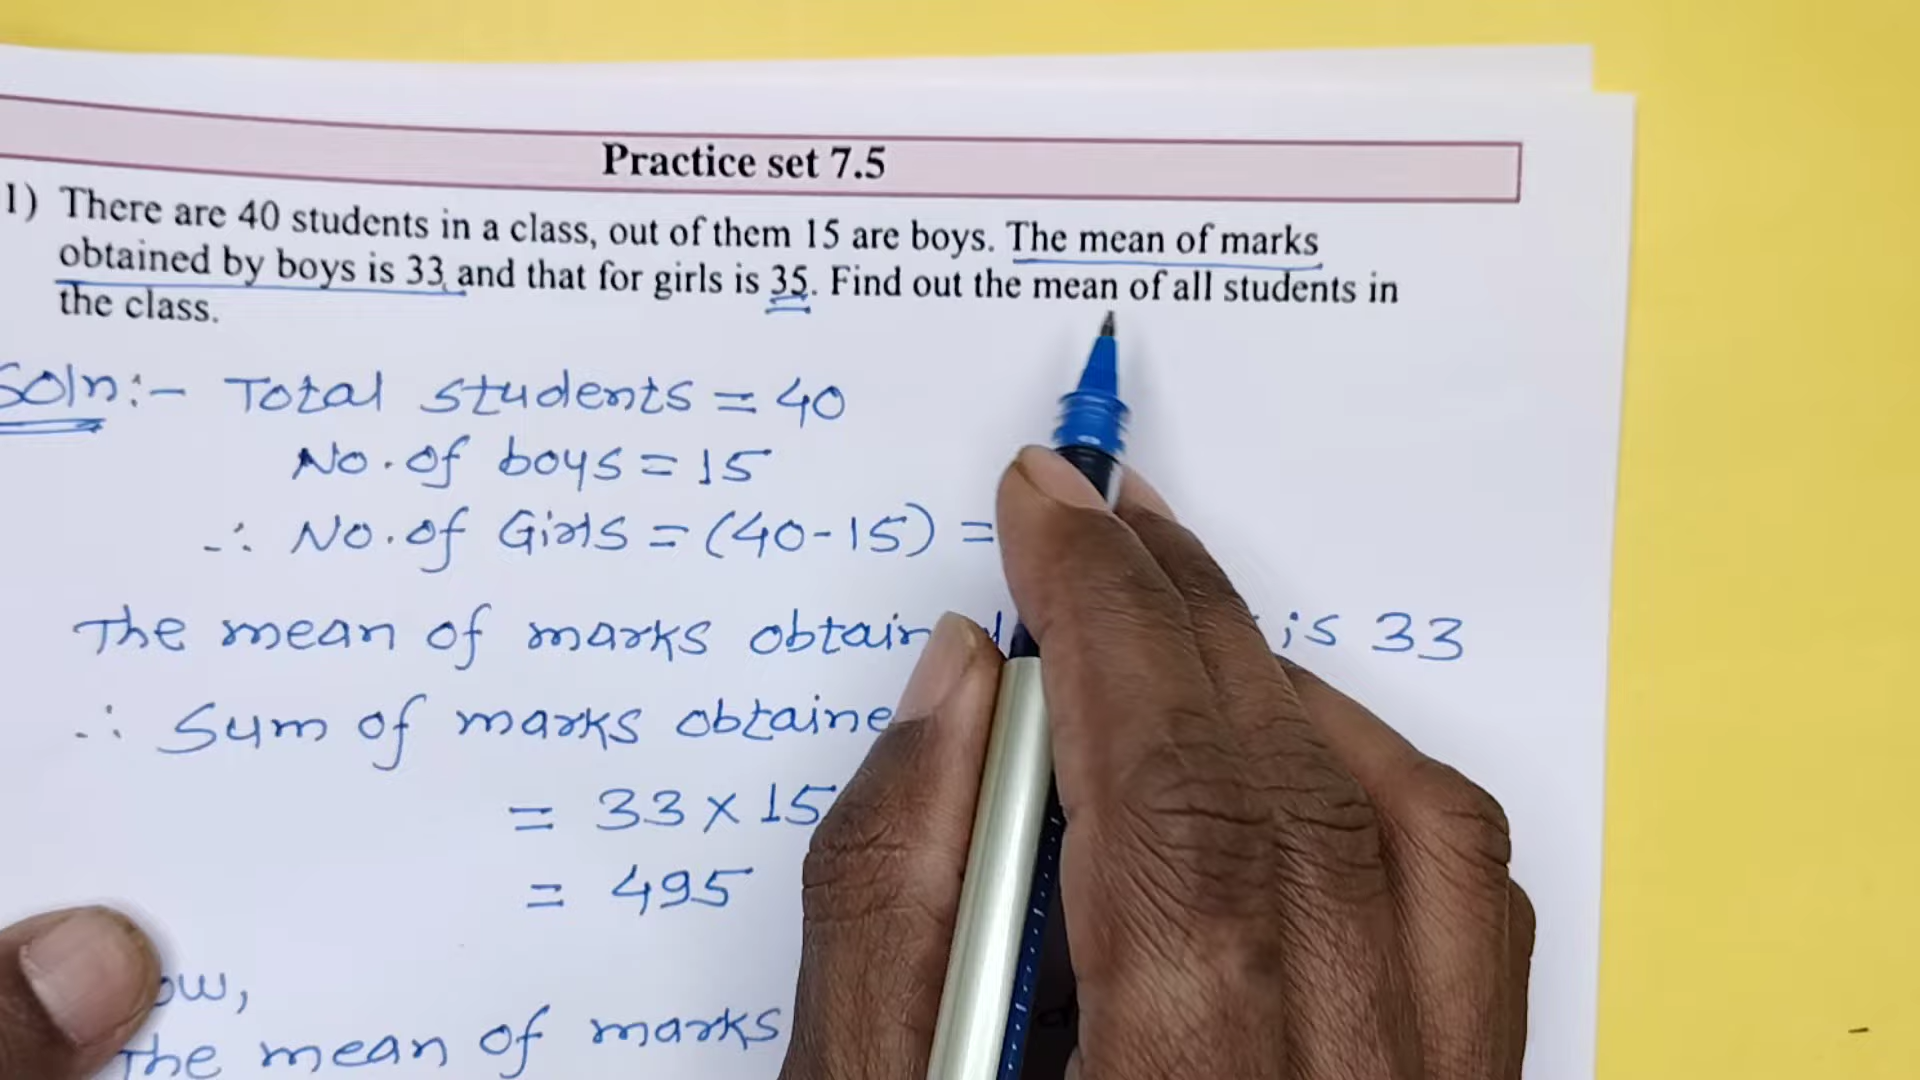 Practice set 7.5
1) There are 40 students in a class, out of them 15 are boys. The mean of marks
obtained by boys is 33 and that for girls is 35. Find out the mean of all students in
the class.
Soln:- Total students = 40
No. of boys = 15
∴ No. of Girls = (40-15) =
The mean of marks is 33
∴ Sum of marks
= 33 × 15
= 495
The mean of marks